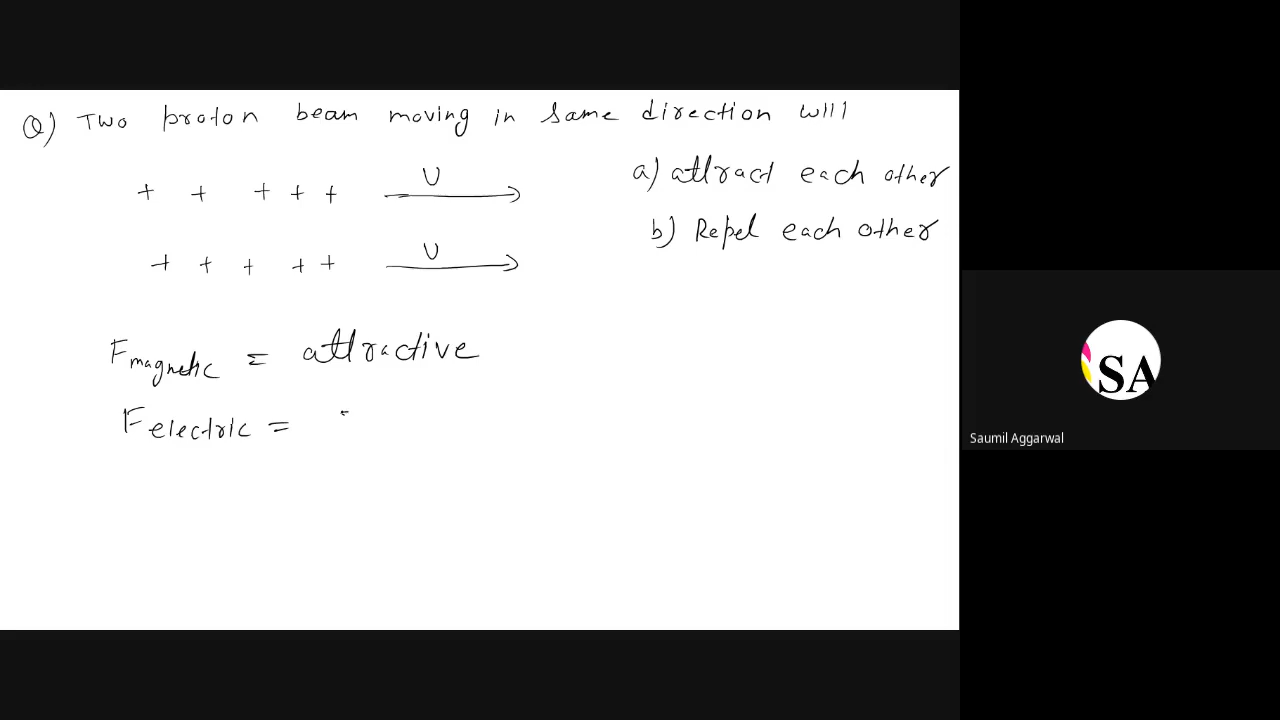 Q) Two proton beam moving in same direction will
+ + + + + U
a) attract each other
+ + + + + U
b) Repel each other
Fmagnetic = attractive
Felectric =
SA
Saumil Aggarwal